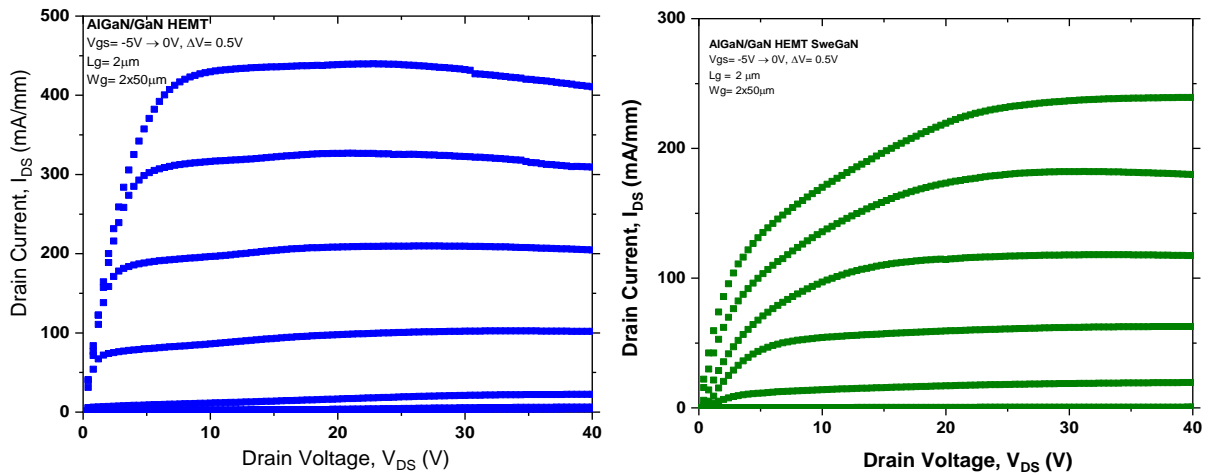 AlGaN/GaN HEMT
Vgs= -5V → 0V, ΔV= 0.5V
Lg= 2μm
Wg= 2x50μm
Drain Current, I_DS (mA/mm)
500
400
300
200
100
0
0 10 20 30 40
Drain Voltage, V_DS (V)
AlGaN/GaN HEMT SweGaN
Vgs= -5V → 0V, ΔV= 0.5V
Lg = 2 μm
Wg= 2x50μm
Drain Current, I_DS (mA/mm)
300
200
100
0
0 10 20 30 40
Drain Voltage, V_DS (V)